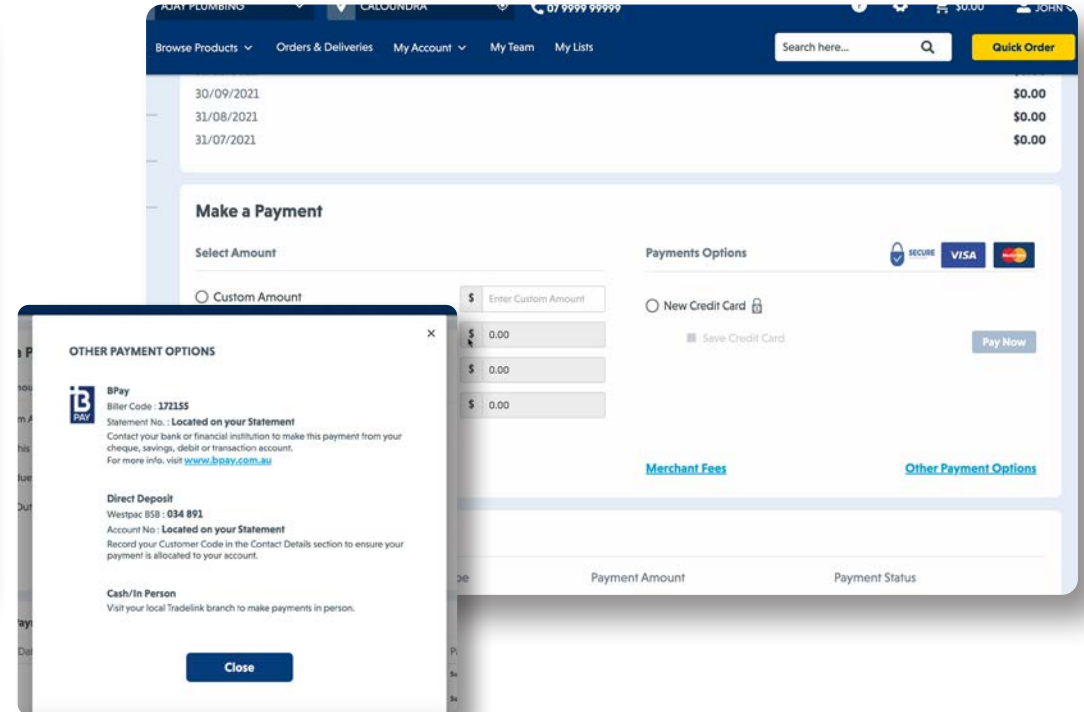 AJAY PLUMBING
CALOUNDRA
07 9999 99999
?
$0.00
JOHN
Browse Products
Orders & Deliveries
My Account
My Team
My Lists
Search here...
Quick Order
30/09/2021 $0.00
31/08/2021 $0.00
31/07/2021 $0.00
Make a Payment
Select Amount
Custom Amount
$ Enter Custom Amount
$ 0.00
$ 0.00
$ 0.00
Payments Options
SECURE
VISA
MasterCard
New Credit Card
Save Credit Card
Pay Now
Merchant Fees
Other Payment Options
Payment Amount
Payment Status
×
OTHER PAYMENT OPTIONS
B
PAY
BPay
Biller Code : 172155
Statement No. : Located on your Statement
Contact your bank or financial institution to make this payment from your
cheque, savings, debit or transaction account.
For more info. visit www.bpay.com.au
Direct Deposit
Westpac BSB : 034 891
Account No : Located on your Statement
Record your Customer Code in the Contact Details section to ensure your
payment is allocated to your account.
Cash/In Person
Visit your local Tradelink branch to make payments in person.
Close